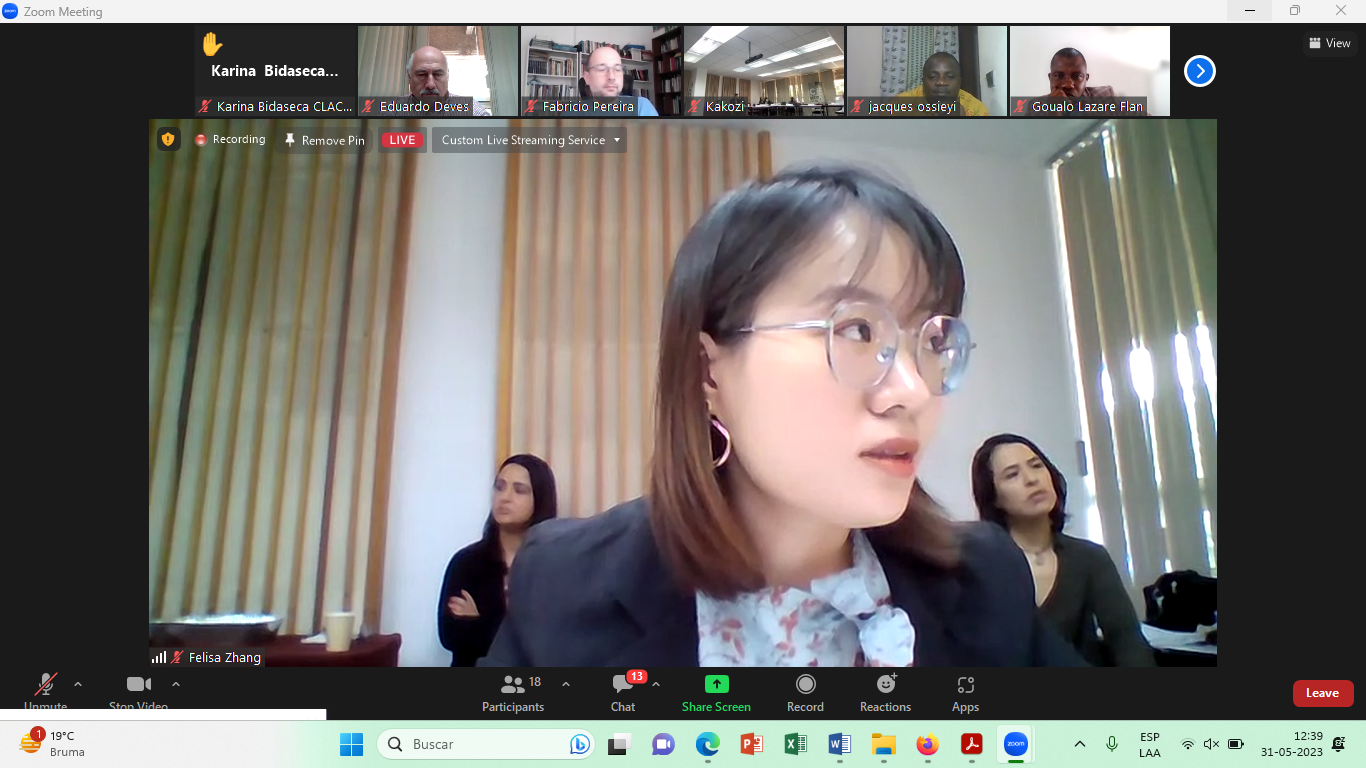 Zoom Meeting
Karina Bidaseca...
Karina Bidaseca CLAC...
Eduardo Deves
Fabricio Pereira
Kakozi
jacques ossieyi
Goualo Lazare Flan
View
Recording
Remove Pin
LIVE
Custom Live Streaming Service
Felisa Zhang
Unmute
Stop Video
18
Participants
13
Chat
Share Screen
Record
Reactions
Apps
Leave
1
19°C
Bruma
Buscar
zoom
ESP
LAA
12:39
31-05-2023